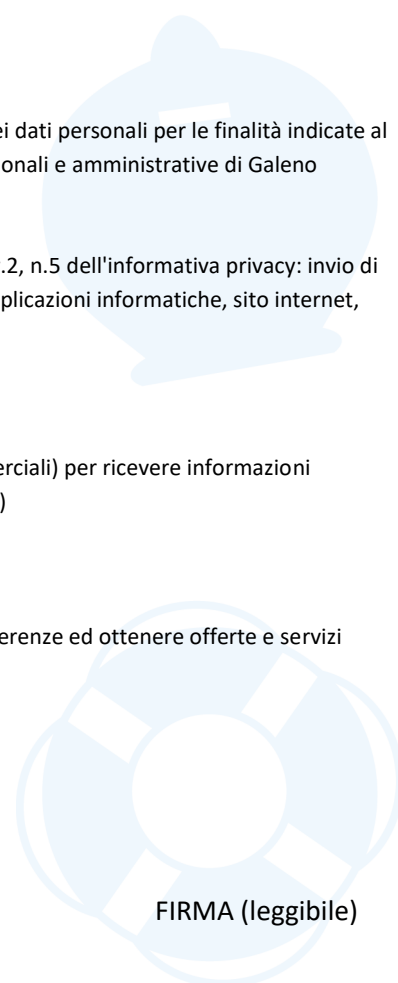 ei dati personali per le finalità indicate al
onali e amministrative di Galeno
.2, n.5 dell'informativa privacy: invio di
plicazioni informatiche, sito internet,
erciali) per ricevere informazioni
)
erenze ed ottenere offerte e servizi
FIRMA (leggibile)